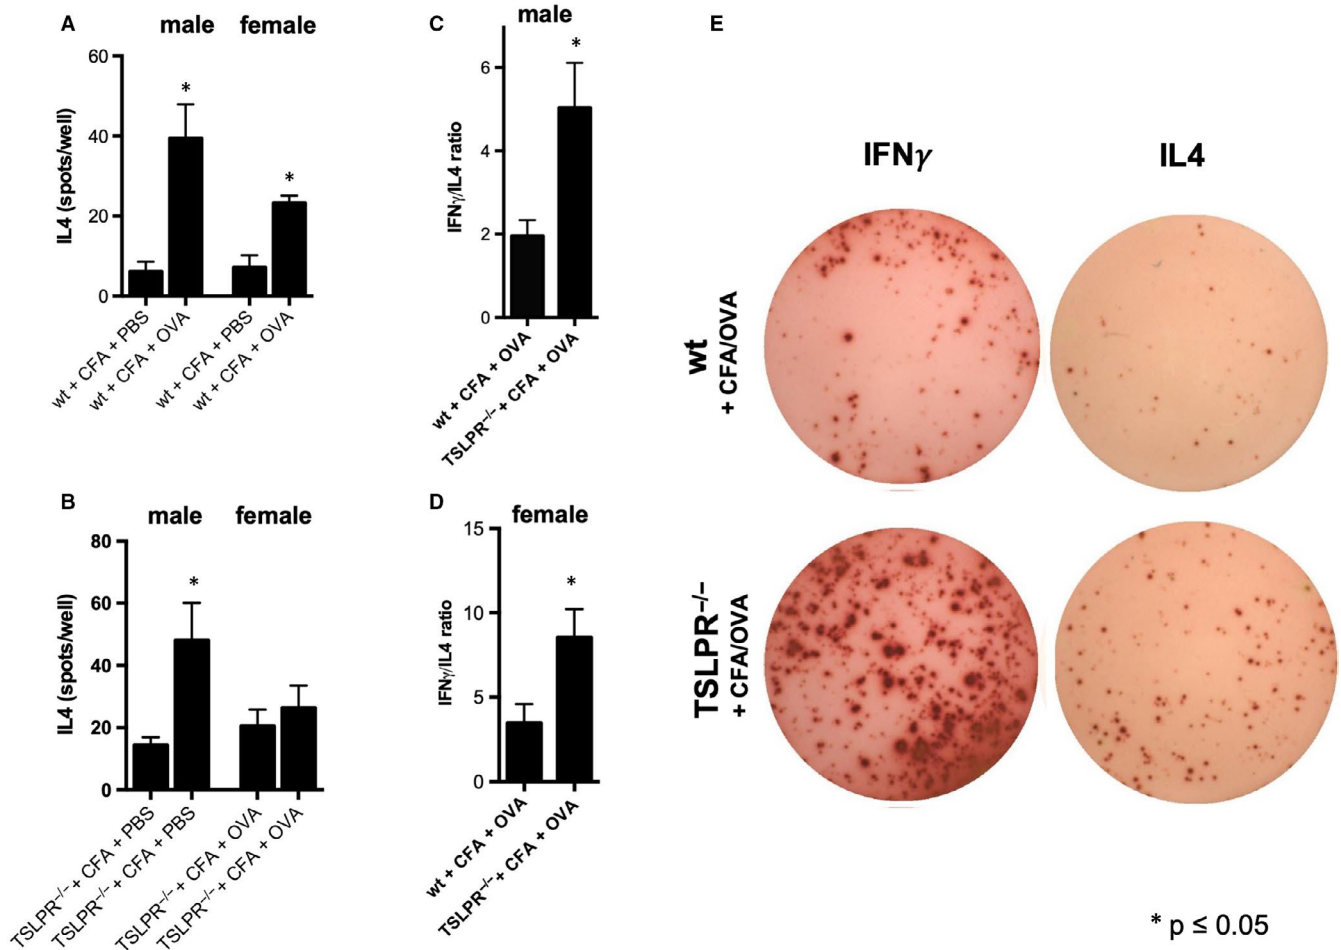 A
male female
IL4 (spots/well)
60
40
20
0
*
*
wt + CFA + PBS
wt + CFA + OVA
wt + CFA + PBS
wt + CFA + OVA
B
male female
IL4 (spots/well)
80
60
40
20
0
*
TSLPR−/− + CFA + PBS
TSLPR−/− + CFA + PBS
TSLPR−/− + CFA + OVA
TSLPR−/− + CFA + OVA
C
male
IFNγ/IL4 ratio
6
4
2
0
*
wt + CFA + OVA
TSLPR−/− + CFA + OVA
D
female
IFNγ/IL4 ratio
15
10
5
0
*
wt + CFA + OVA
TSLPR−/− + CFA + OVA
E
IFNγ IL4
wt
+ CFA/OVA
TSLPR−/−
+ CFA/OVA
* p ≤ 0.05